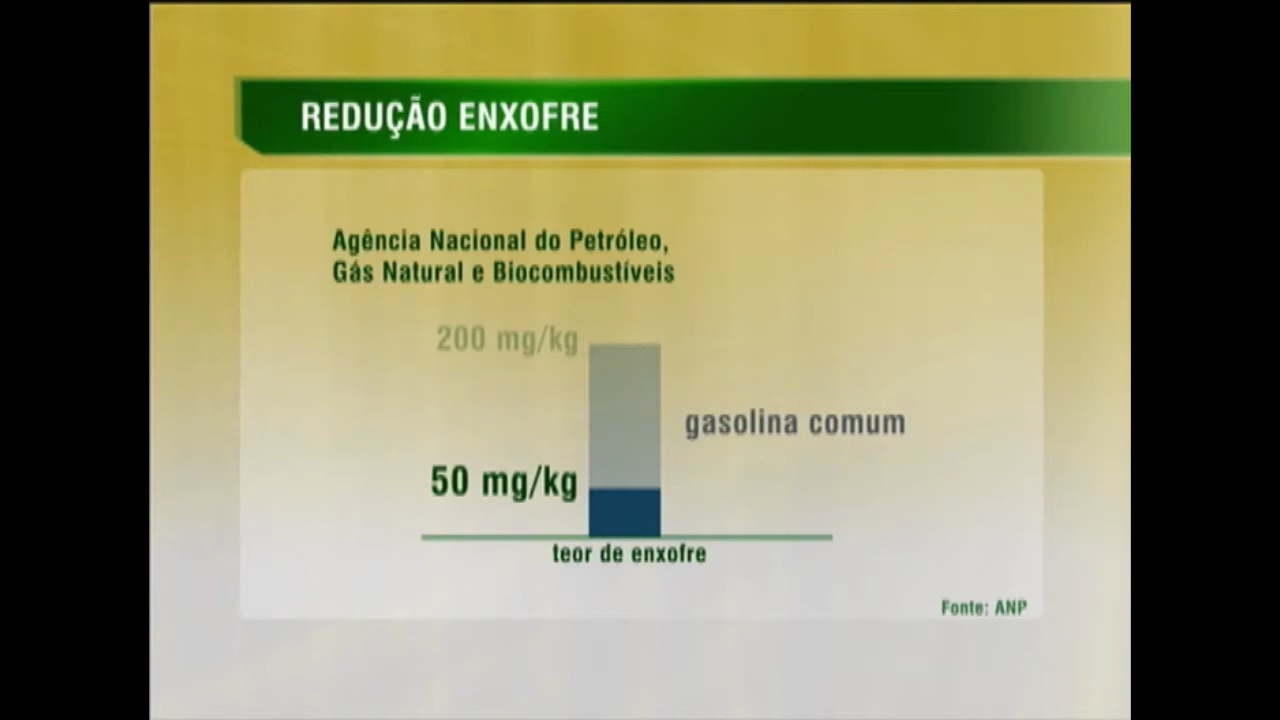 REDUÇÃO ENXOFRE
Agência Nacional do Petróleo,
Gás Natural e Biocombustíveis
200 mg/kg
gasolina comum
50 mg/kg
teor de enxofre
Fonte: ANP